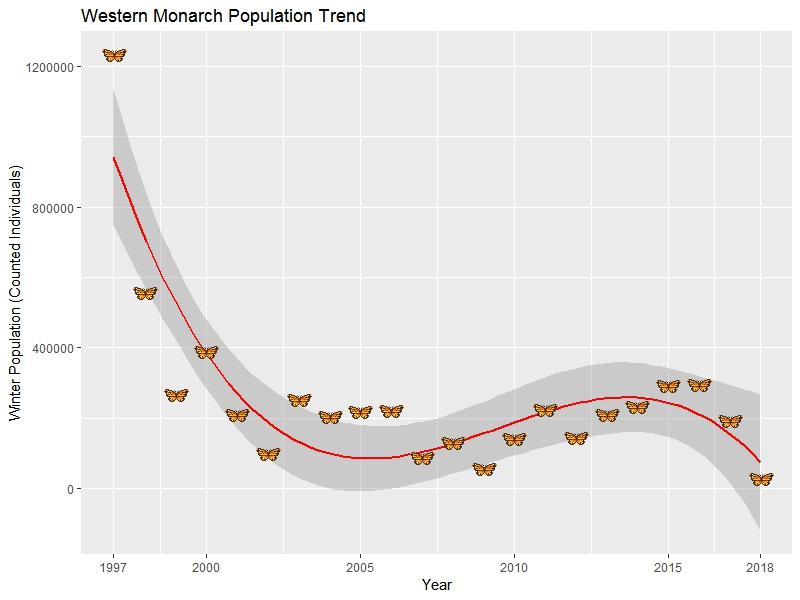 Western Monarch Population Trend
1200000
800000
400000
0
Winter Population (Counted Individuals)
1997 2000 2005 2010 2015 2018
Year